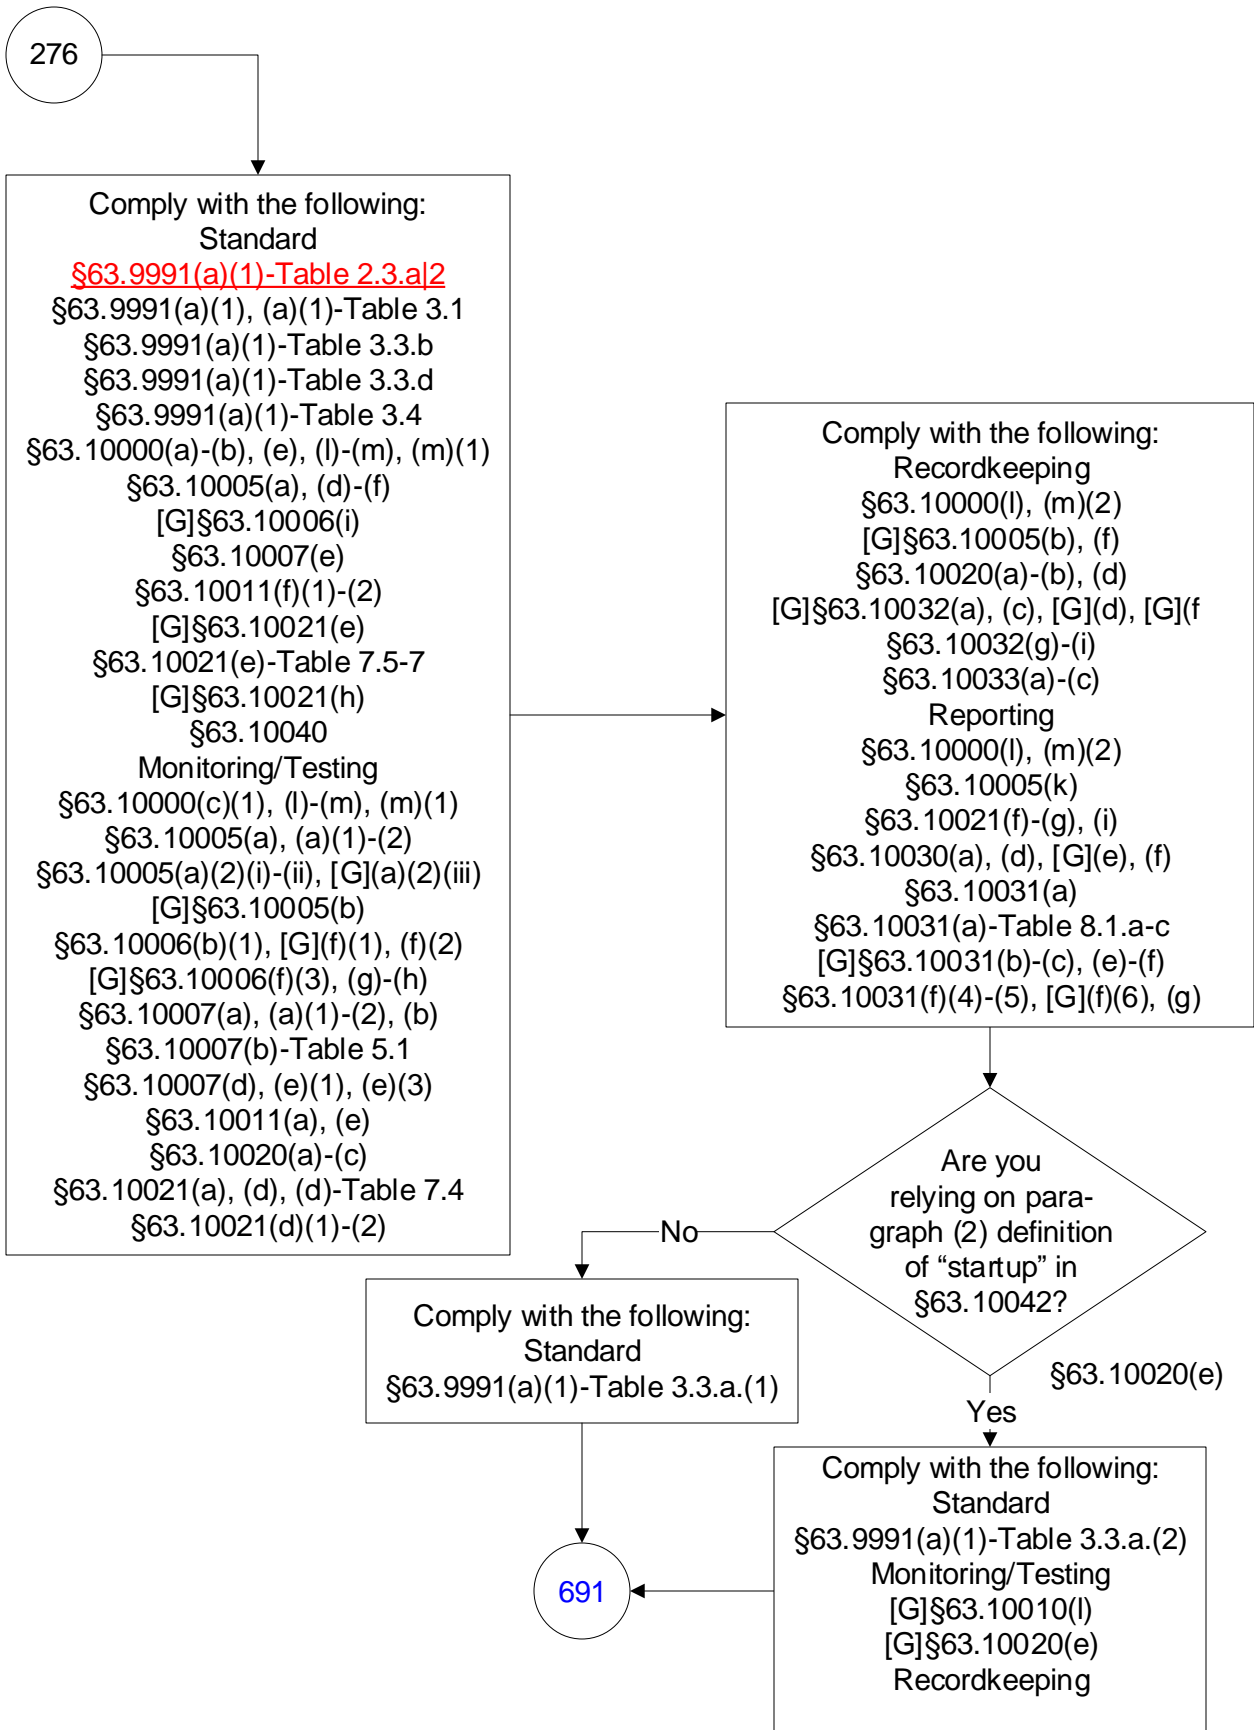 276
Comply with the following:
Standard
§63.9991(a)(1)-Table 2.3.a|2
§63.9991(a)(1), (a)(1)-Table 3.1
§63.9991(a)(1)-Table 3.3.b
§63.9991(a)(1)-Table 3.3.d
§63.9991(a)(1)-Table 3.4
§63.10000(a)-(b), (e), (l)-(m), (m)(1)
§63.10005(a), (d)-(f)
[G]§63.10006(i)
§63.10007(e)
§63.10011(f)(1)-(2)
[G]§63.10021(e)
§63.10021(e)-Table 7.5-7
[G]§63.10021(h)
§63.10040
Monitoring/Testing
§63.10000(c)(1), (l)-(m), (m)(1)
§63.10005(a), (a)(1)-(2)
§63.10005(a)(2)(i)-(ii), [G](a)(2)(iii)
[G]§63.10005(b)
§63.10006(b)(1), [G](f)(1), (f)(2)
[G]§63.10006(f)(3), (g)-(h)
§63.10007(a), (a)(1)-(2), (b)
§63.10007(b)-Table 5.1
§63.10007(d), (e)(1), (e)(3)
§63.10011(a), (e)
§63.10020(a)-(c)
§63.10021(a), (d), (d)-Table 7.4
§63.10021(d)(1)-(2)
Comply with the following:
Recordkeeping
§63.10000(l), (m)(2)
[G]§63.10005(b), (f)
§63.10020(a)-(b), (d)
[G]§63.10032(a), (c), [G](d), [G](f
§63.10032(g)-(i)
§63.10033(a)-(c)
Reporting
§63.10000(l), (m)(2)
§63.10005(k)
§63.10021(f)-(g), (i)
§63.10030(a), (d), [G](e), (f)
§63.10031(a)
§63.10031(a)-Table 8.1.a-c
[G]§63.10031(b)-(c), (e)-(f)
§63.10031(f)(4)-(5), [G](f)(6), (g)
Are you
relying on para-
graph (2) definition
of “startup” in
§63.10042?
No
§63.10020(e)
Yes
Comply with the following:
Standard
§63.9991(a)(1)-Table 3.3.a.(1)
Comply with the following:
Standard
§63.9991(a)(1)-Table 3.3.a.(2)
Monitoring/Testing
[G]§63.10010(l)
[G]§63.10020(e)
Recordkeeping
691